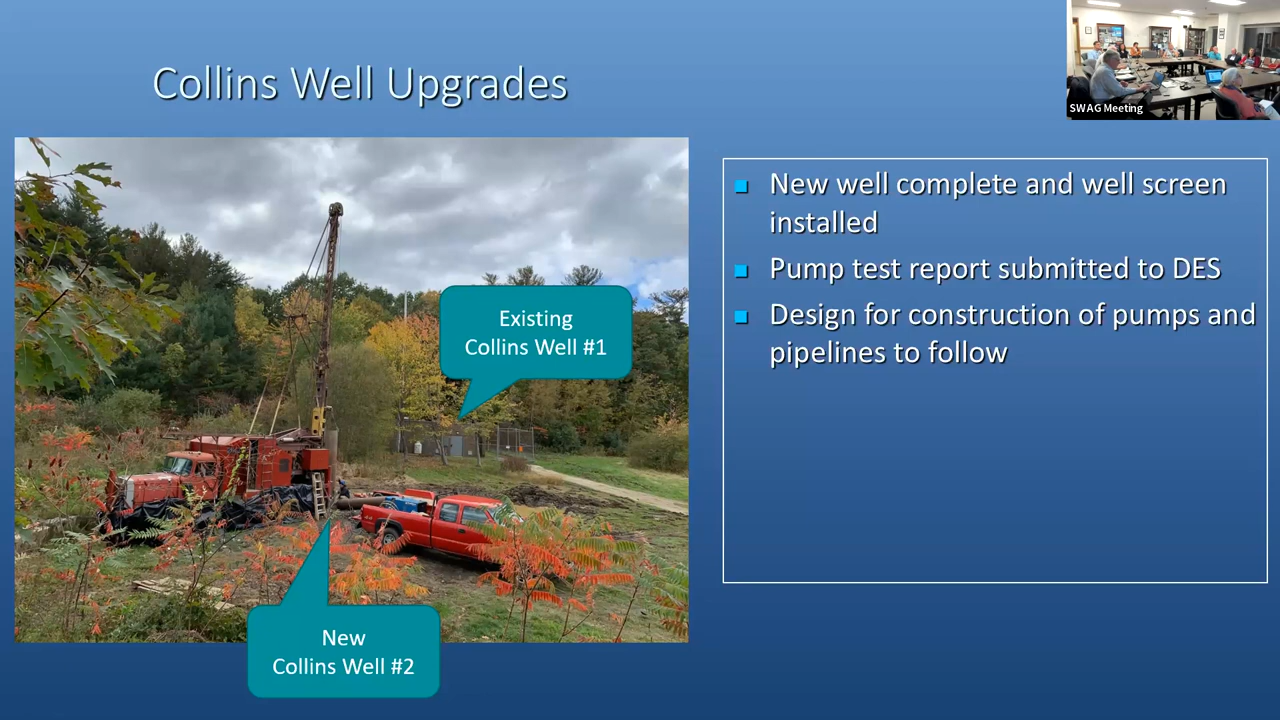 Collins Well Upgrades
SWAG Meeting
Existing
Collins Well #1
New
Collins Well #2
New well complete and well screen
installed
Pump test report submitted to DES
Design for construction of pumps and
pipelines to follow